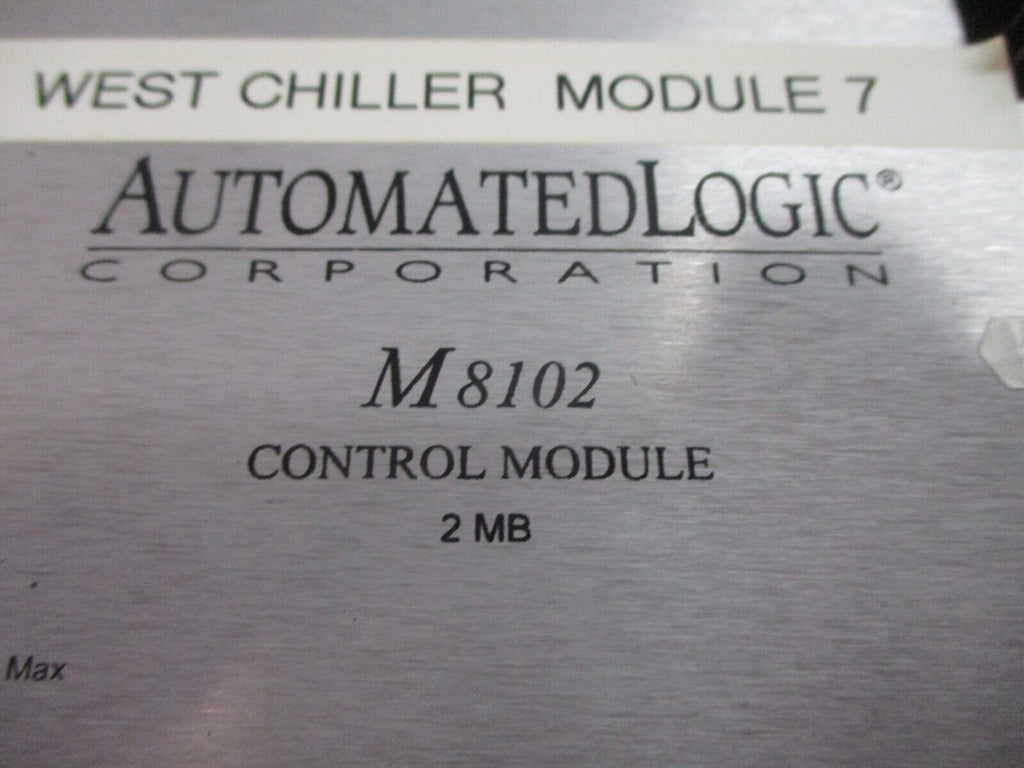 WEST CHILLER MODULE 7
AUTOMATEDLOGIC®
CORPORATION
M8102
CONTROL MODULE
2 MB
Max